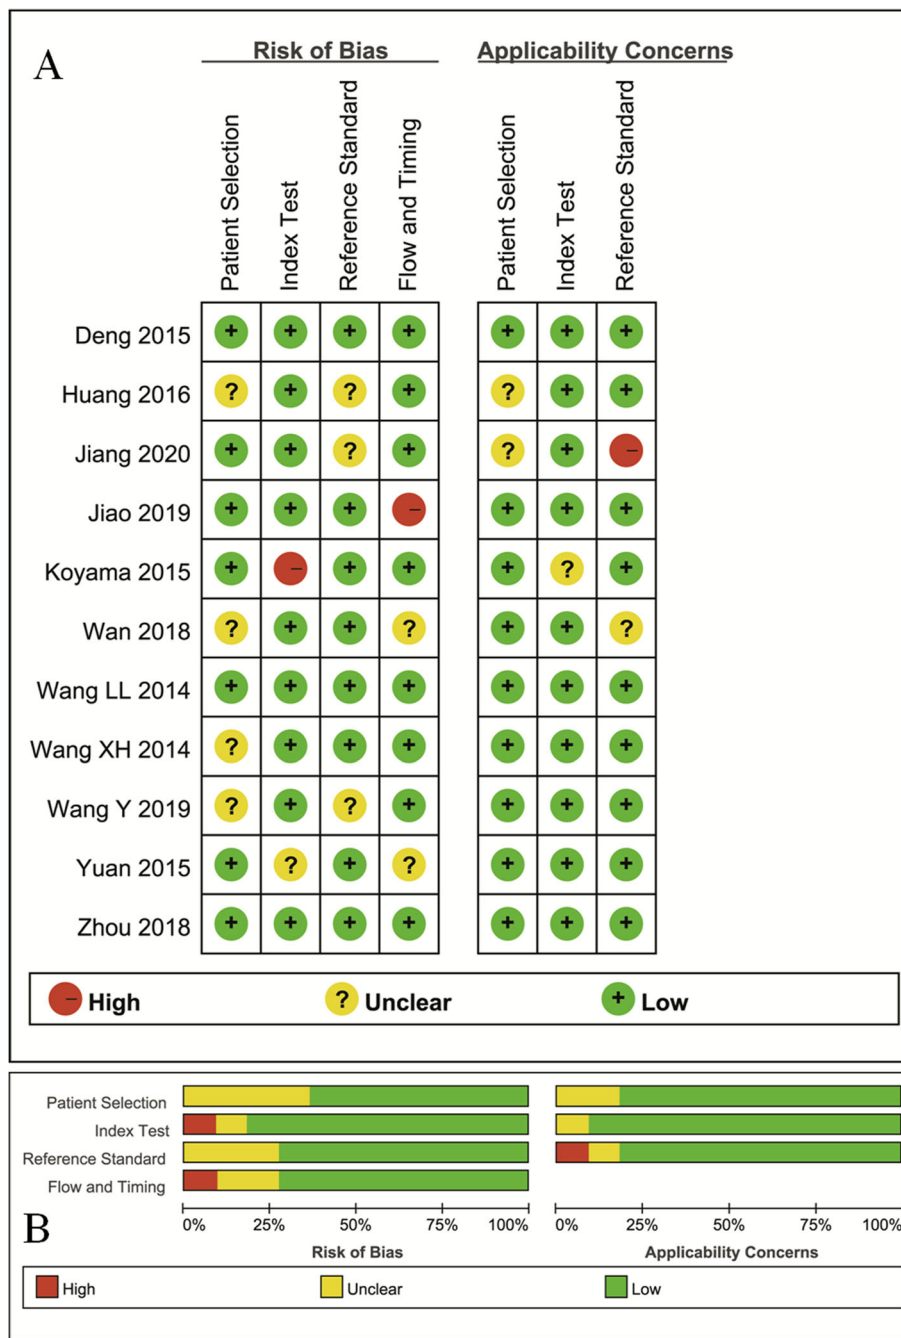 A
Risk of Bias
Applicability Concerns
Patient Selection
Index Test
Reference Standard
Flow and Timing
Patient Selection
Index Test
Reference Standard
Deng 2015 + + + + + + +
Huang 2016 ? + ? + ? + +
Jiang 2020 + + ? + ? + –
Jiao 2019 + + + – + + +
Koyama 2015 + – + + + ? +
Wan 2018 ? + + ? + + ?
Wang LL 2014 + + + + + + +
Wang XH 2014 ? + + + + + +
Wang Y 2019 ? + ? + + + +
Yuan 2015 + ? + ? + + +
Zhou 2018 + + + + + + +
– High ? Unclear + Low
Patient Selection
Index Test
Reference Standard
Flow and Timing
0% 25% 50% 75% 100% 0% 25% 50% 75% 100%
B
Risk of Bias
Applicability Concerns
High Unclear Low